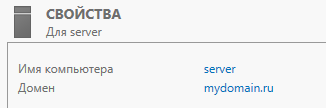 СВОЙСТВА
Для server
Имя компьютера server
Домен mydomain.ru